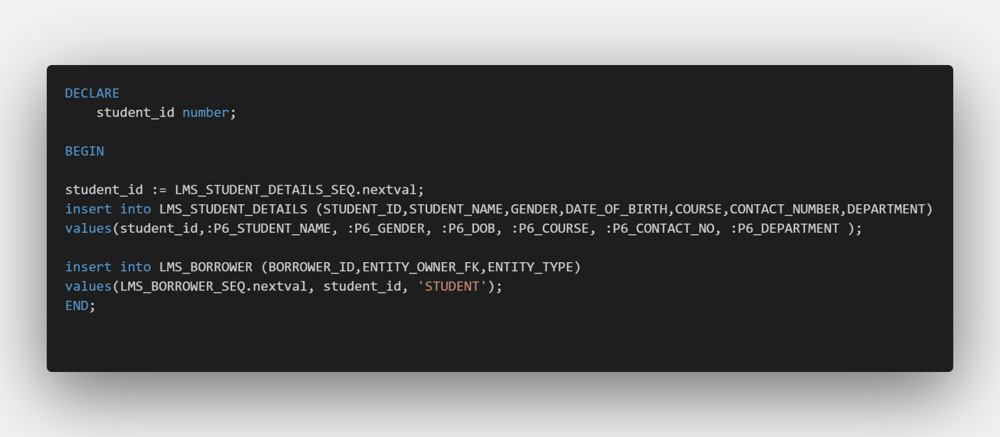 DECLARE
    student_id number;
BEGIN
student_id := LMS_STUDENT_DETAILS_SEQ.nextval;
insert into LMS_STUDENT_DETAILS (STUDENT_ID,STUDENT_NAME,GENDER,DATE_OF_BIRTH,COURSE,CONTACT_NUMBER,DEPARTMENT)
values(student_id,:P6_STUDENT_NAME, :P6_GENDER, :P6_DOB, :P6_COURSE, :P6_CONTACT_NO, :P6_DEPARTMENT );
insert into LMS_BORROWER (BORROWER_ID,ENTITY_OWNER_FK,ENTITY_TYPE)
values(LMS_BORROWER_SEQ.nextval, student_id, 'STUDENT');
END;